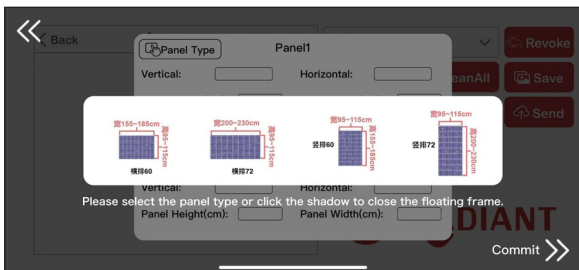 Back
Panel Type
Panel1
Revoke
Vertical:
Horizontal:
eanAll
Save
Send
宽155~185cm
高95~115cm
横排60
宽200~230cm
高95~115cm
横排72
宽95~115cm
高155~185cm
竖排60
宽95~115cm
高200~230cm
竖排72
Vertical:
Horizontal:
Please select the panel type or click the shadow to close the floating frame.
Panel Height(cm):
Panel Width(cm):
DIANT
Commit